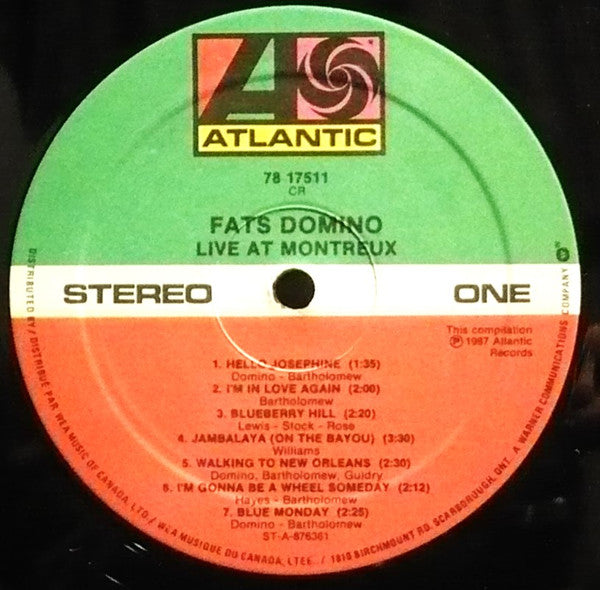 ATLANTIC
78 17511
CR
FATS DOMINO
LIVE AT MONTREUX
STEREO
ONE
This compilation
℗ 1987 Atlantic
Records
1. HELLO JOSEPHINE (1:35)
Domino - Bartholomew
2. I'M IN LOVE AGAIN (2:00)
Bartholomew
3. BLUEBERRY HILL (2:20)
Lewis - Stock - Rose
4. JAMBALAYA (ON THE BAYOU) (3:30)
Williams
5. WALKING TO NEW ORLEANS (2:30)
Domino, Bartholomew, Guidry
6. I'M GONNA BE A WHEEL SOMEDAY (2:12)
Hayes - Bartholomew
7. BLUE MONDAY (2:25)
Domino - Bartholomew
ST-A-876361
DISTRIBUTED BY / DISTRIBUE PAR WEA MUSIC OF CANADA, LTD / WEA MUSIQUE DU CANADA, LTEE. / 1810 BIRCHMOUNT RD. SCARBOROUGH, ONT. A WARNER COMMUNICATIONS COMPANY